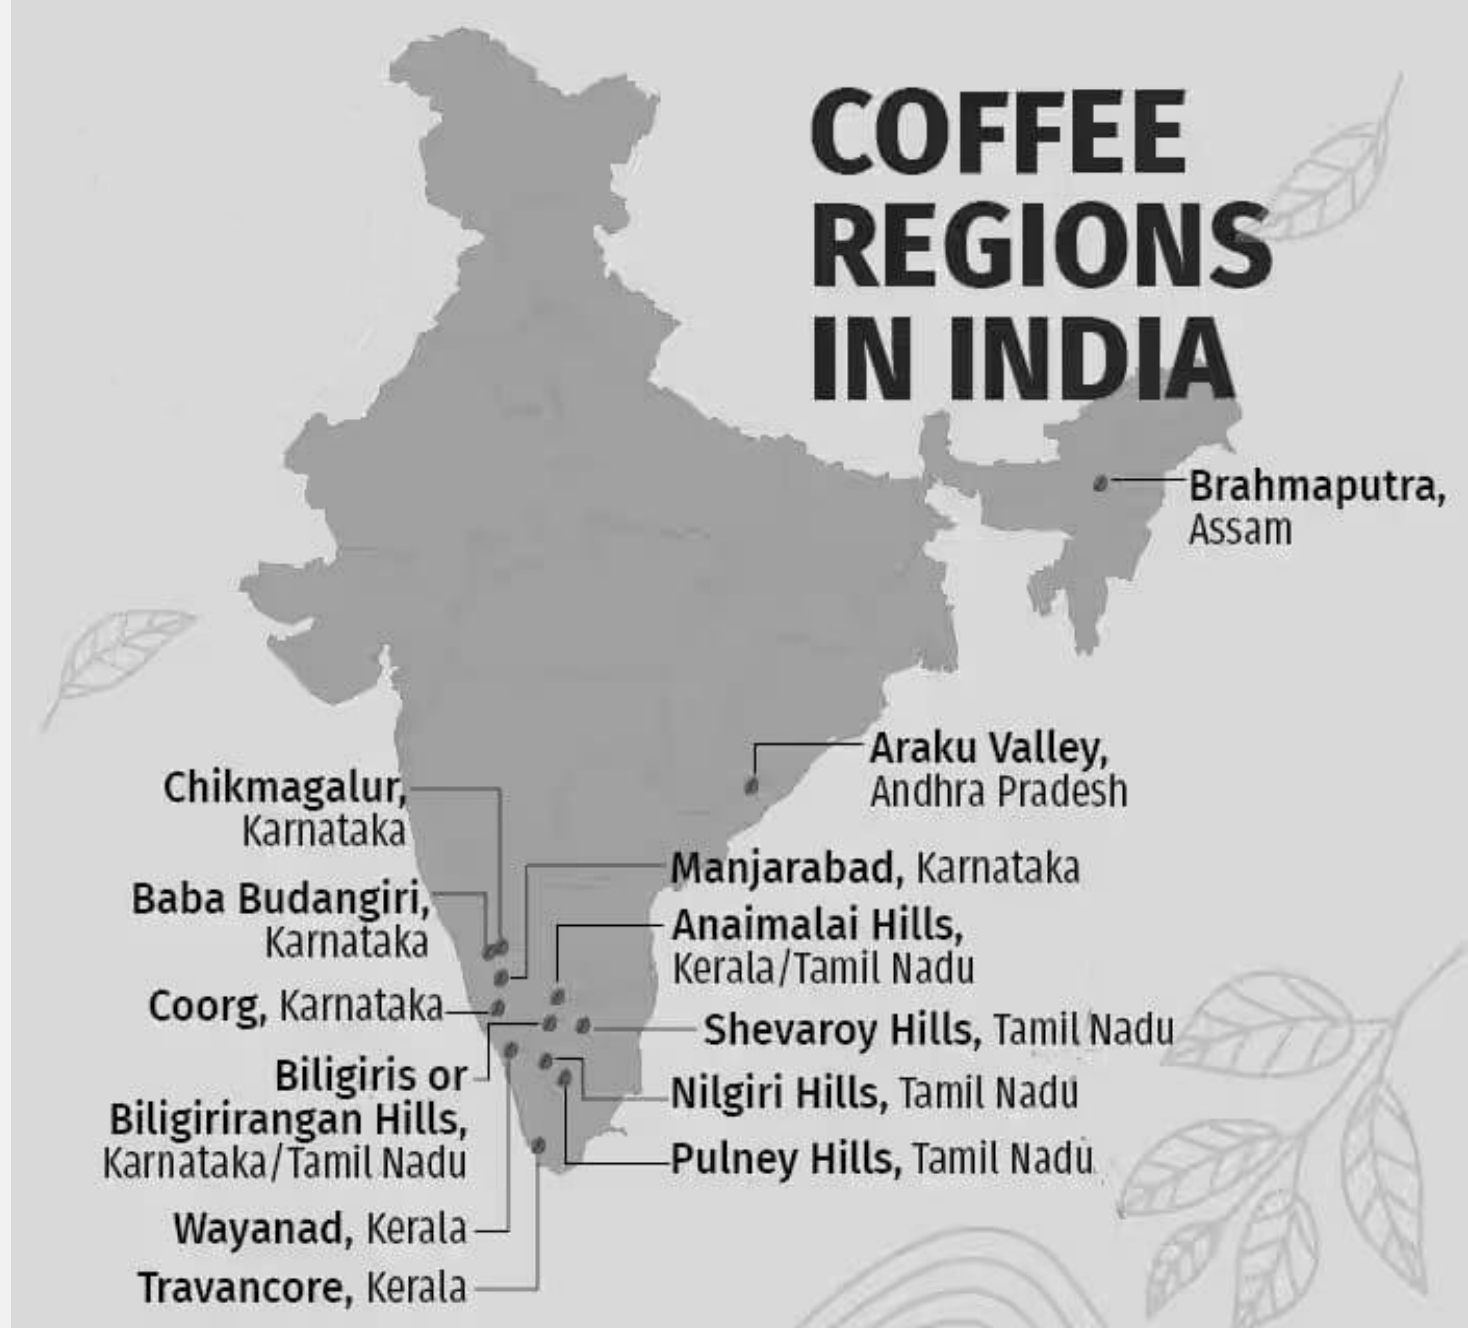 COFFEE
REGIONS
IN INDIA
Brahmaputra,
Assam
Araku Valley,
Andhra Pradesh
Chikmagalur,
Karnataka
Manjarabad, Karnataka
Baba Budangiri,
Karnataka
Anaimalai Hills,
Kerala/Tamil Nadu
Coorg, Karnataka
Shevaroy Hills, Tamil Nadu
Biligiris or
Biligirirangan Hills,
Karnataka/Tamil Nadu
Nilgiri Hills, Tamil Nadu
Pulney Hills, Tamil Nadu
Wayanad, Kerala
Travancore, Kerala